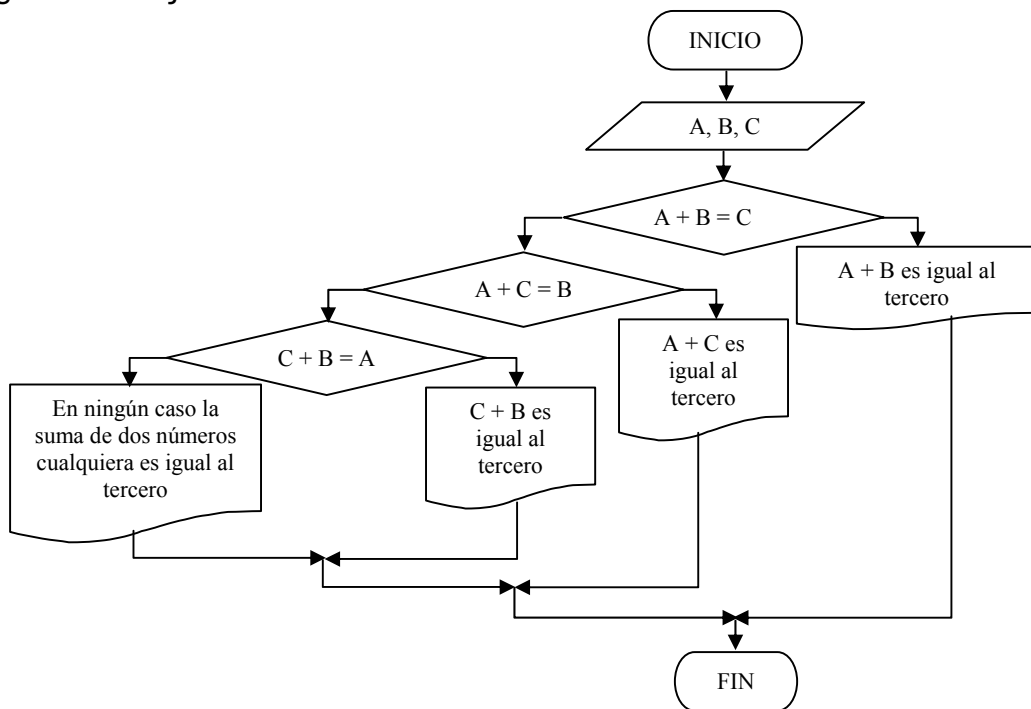 INICIO
A, B, C
A + B = C
A + B es igual al
tercero
A + C = B
A + C es
igual al
tercero
C + B = A
C + B es
igual al
tercero
En ningún caso la
suma de dos números
cualquiera es igual al
tercero
FIN